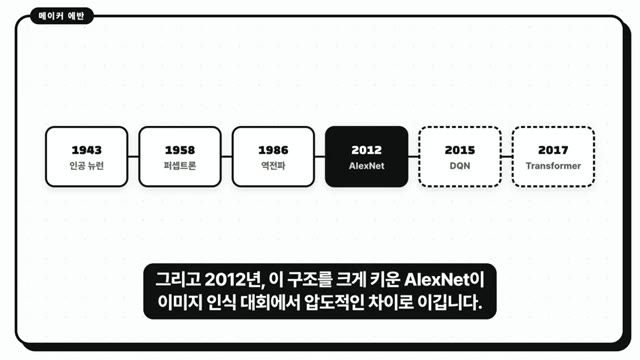 메이커 에반
1943
인공 뉴런
1958
퍼셉트론
1986
역전파
2012
AlexNet
2015
DQN
2017
Transformer
그리고 2012년, 이 구조를 크게 키운 AlexNet이
이미지 인식 대회에서 압도적인 차이로 이깁니다.